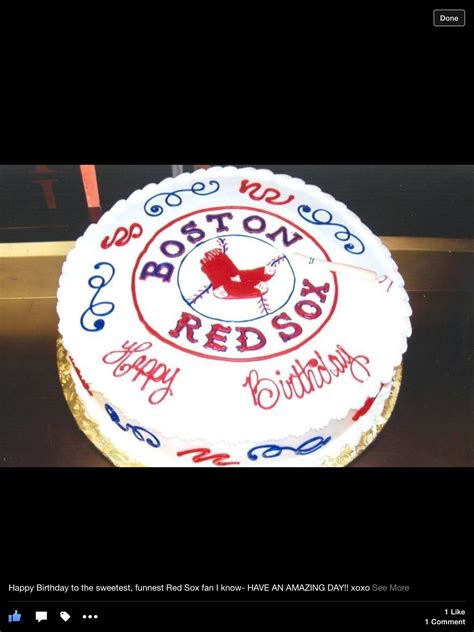 Done
BOSTON
RED SOX
Happy Birthday
Happy Birthday to the sweetest, funnest Red Sox fan I know- HAVE AN AMAZING DAY!! xoxo See More
1 Like
1 Comment